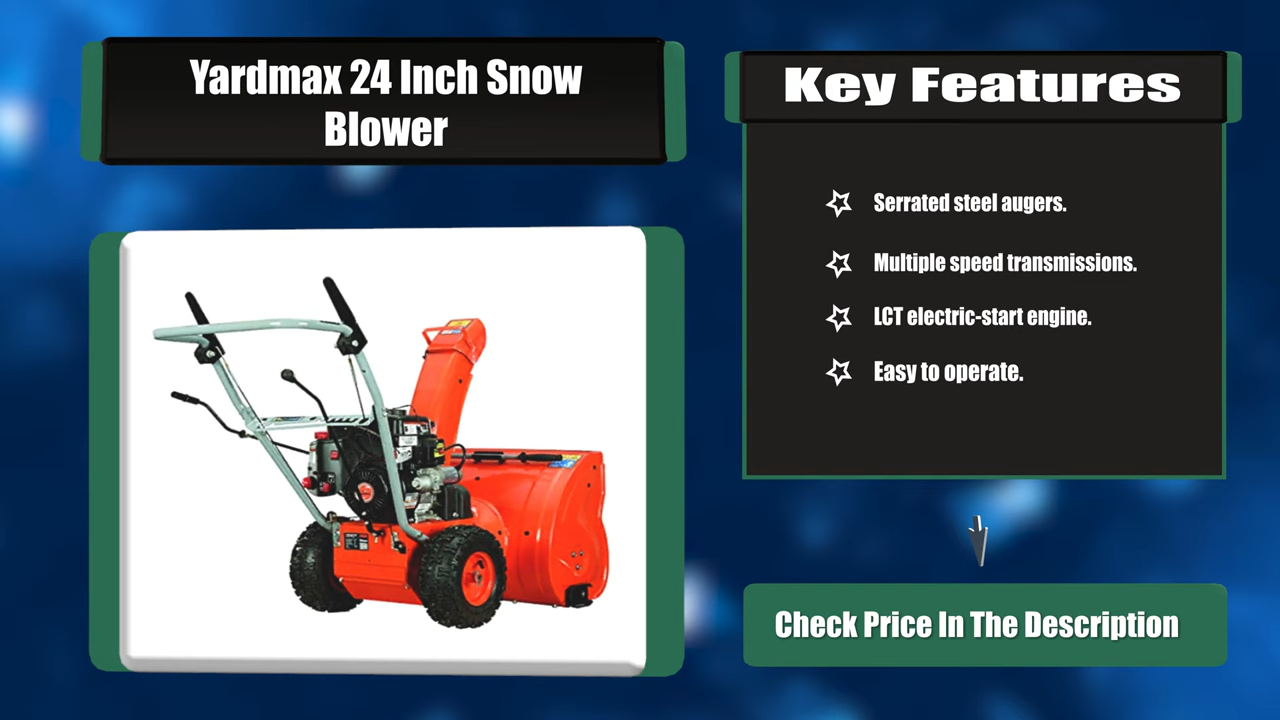 Yardmax 24 Inch Snow
Blower
Key Features
Serrated steel augers.
Multiple speed transmissions.
LCT electric-start engine.
Easy to operate.
Check Price In The Description